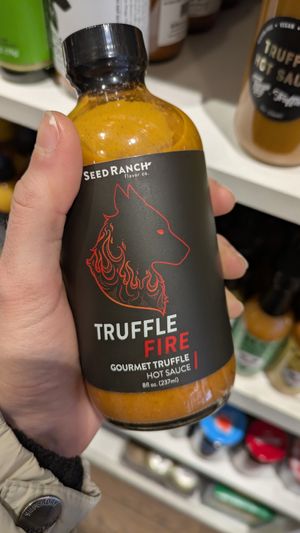 SEED RANCH
flavor co.
TRUFFLE
FIRE
GOURMET TRUFFLE
HOT SAUCE
8fl oz. (237ml)
TRUFFLE
HOT SAUCE